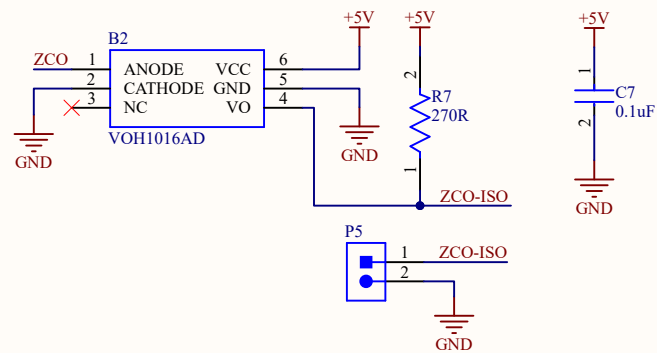 +5V
+5V
+5V
B2
ZCO
1
ANODE
VCC
6
2
CATHODE
GND
5
3
NC
VO
4
VOH1016AD
GND
GND
2
R7
270R
1
ZCO-ISO
1
C7
0.1uF
2
GND
P5
1
ZCO-ISO
2
GND